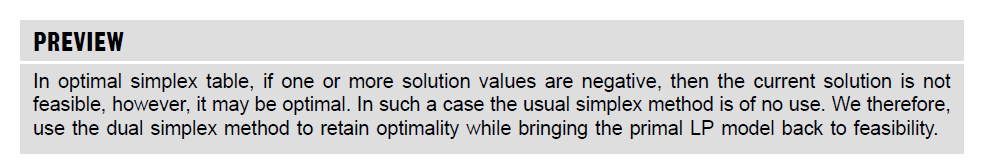 PREVIEW
In optimal simplex table, if one or more solution values are negative, then the current solution is not
feasible, however, it may be optimal. In such a case the usual simplex method is of no use. We therefore,
use the dual simplex method to retain optimality while bringing the primal LP model back to feasibility.